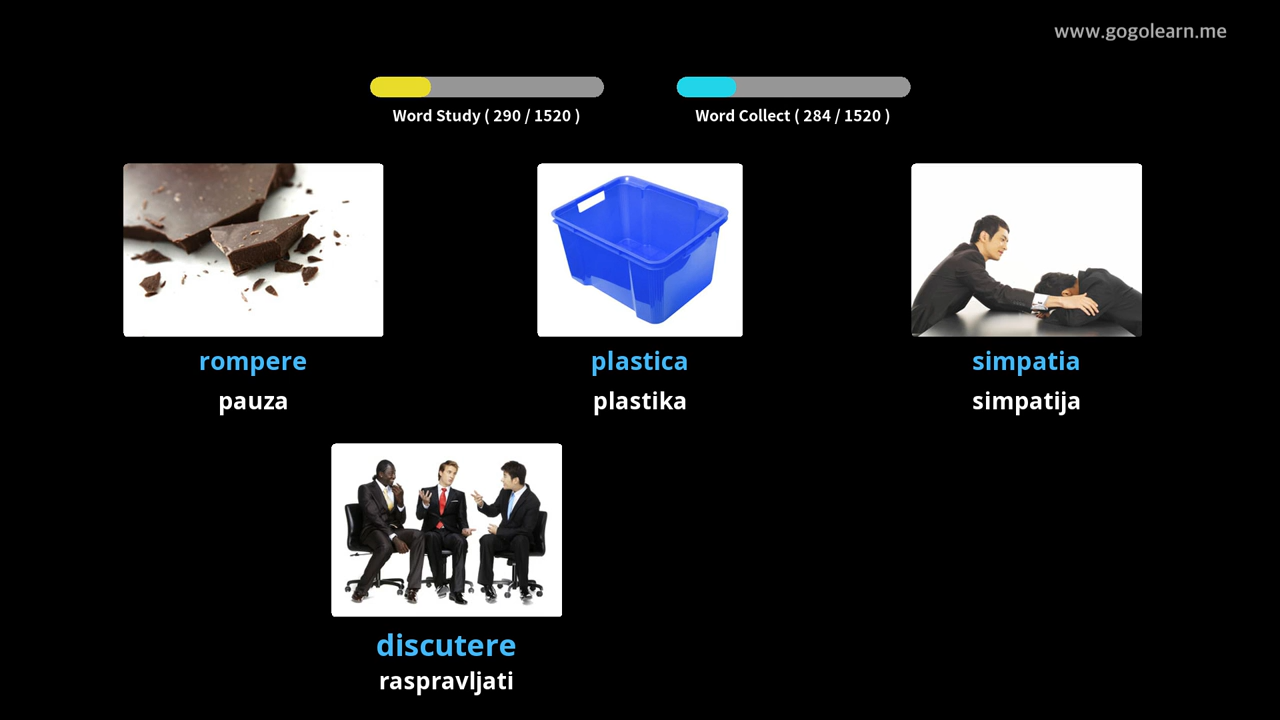 www.gogolearn.me
Word Study ( 290 / 1520 )
Word Collect ( 284 / 1520 )
rompere
pauza
plastica
plastika
simpatia
simpatija
discutere
raspravljati